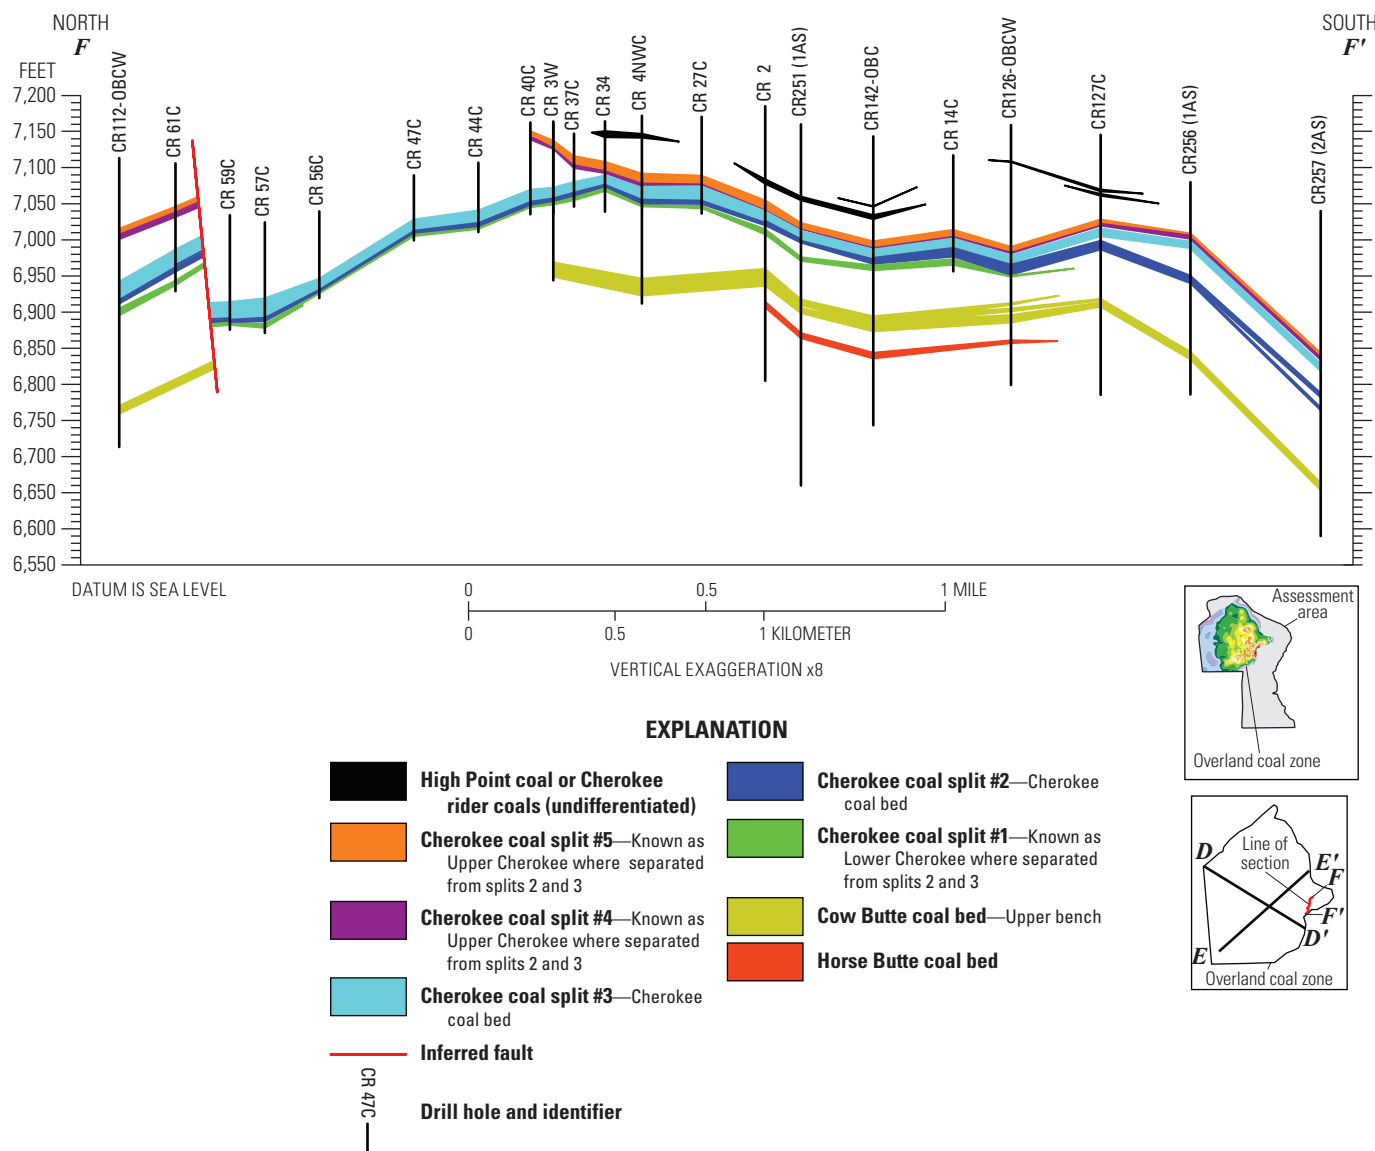 NORTH
F
SOUTH
F'
FEET
7,200
7,150
7,100
7,050
7,000
6,950
6,900
6,850
6,800
6,750
6,700
6,650
6,600
6,550
CR112-OBCW
CR 61C
CR 59C
CR 57C
CR 56C
CR 47C
CR 44C
CR 40C
CR 3W
CR 37C
CR 34
CR 4NWC
CR 27C
CR 2
CR251 (1AS)
CR142-OBC
CR 14C
CR126-OBCW
CR127C
CR256 (1AS)
CR257 (2AS)
DATUM IS SEA LEVEL
0 0.5 1 MILE
0 0.5 1 KILOMETER
VERTICAL EXAGGERATION x8
Assessment
area
Overland coal zone
D
Line of
section
E'
F
F'
D'
E
Overland coal zone
EXPLANATION
High Point coal or Cherokee
rider coals (undifferentiated)
Cherokee coal split #5—Known as
Upper Cherokee where separated
from splits 2 and 3
Cherokee coal split #4—Known as
Upper Cherokee where separated
from splits 2 and 3
Cherokee coal split #3—Cherokee
coal bed
Inferred fault
CR 47C
Drill hole and identifier
Cherokee coal split #2—Cherokee
coal bed
Cherokee coal split #1—Known as
Lower Cherokee where separated
from splits 2 and 3
Cow Butte coal bed—Upper bench
Horse Butte coal bed